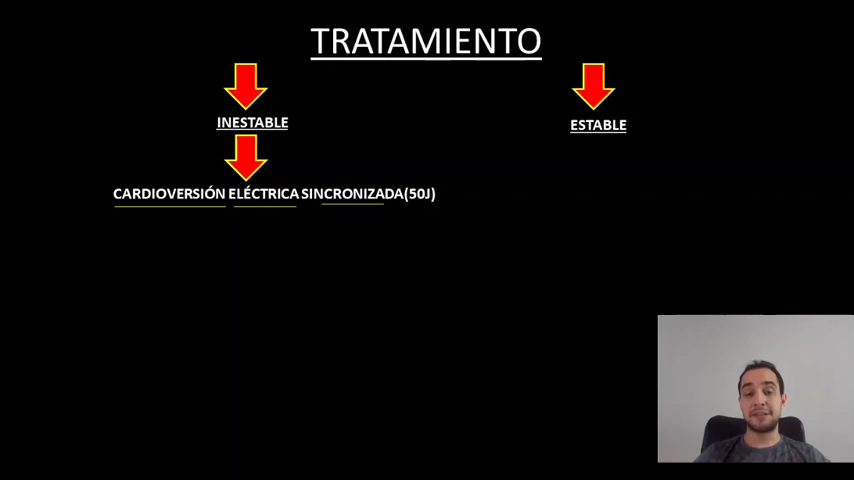 TRATAMIENTO
INESTABLE
ESTABLE
CARDIOVERSIÓN ELÉCTRICA SINCRONIZADA(50J)